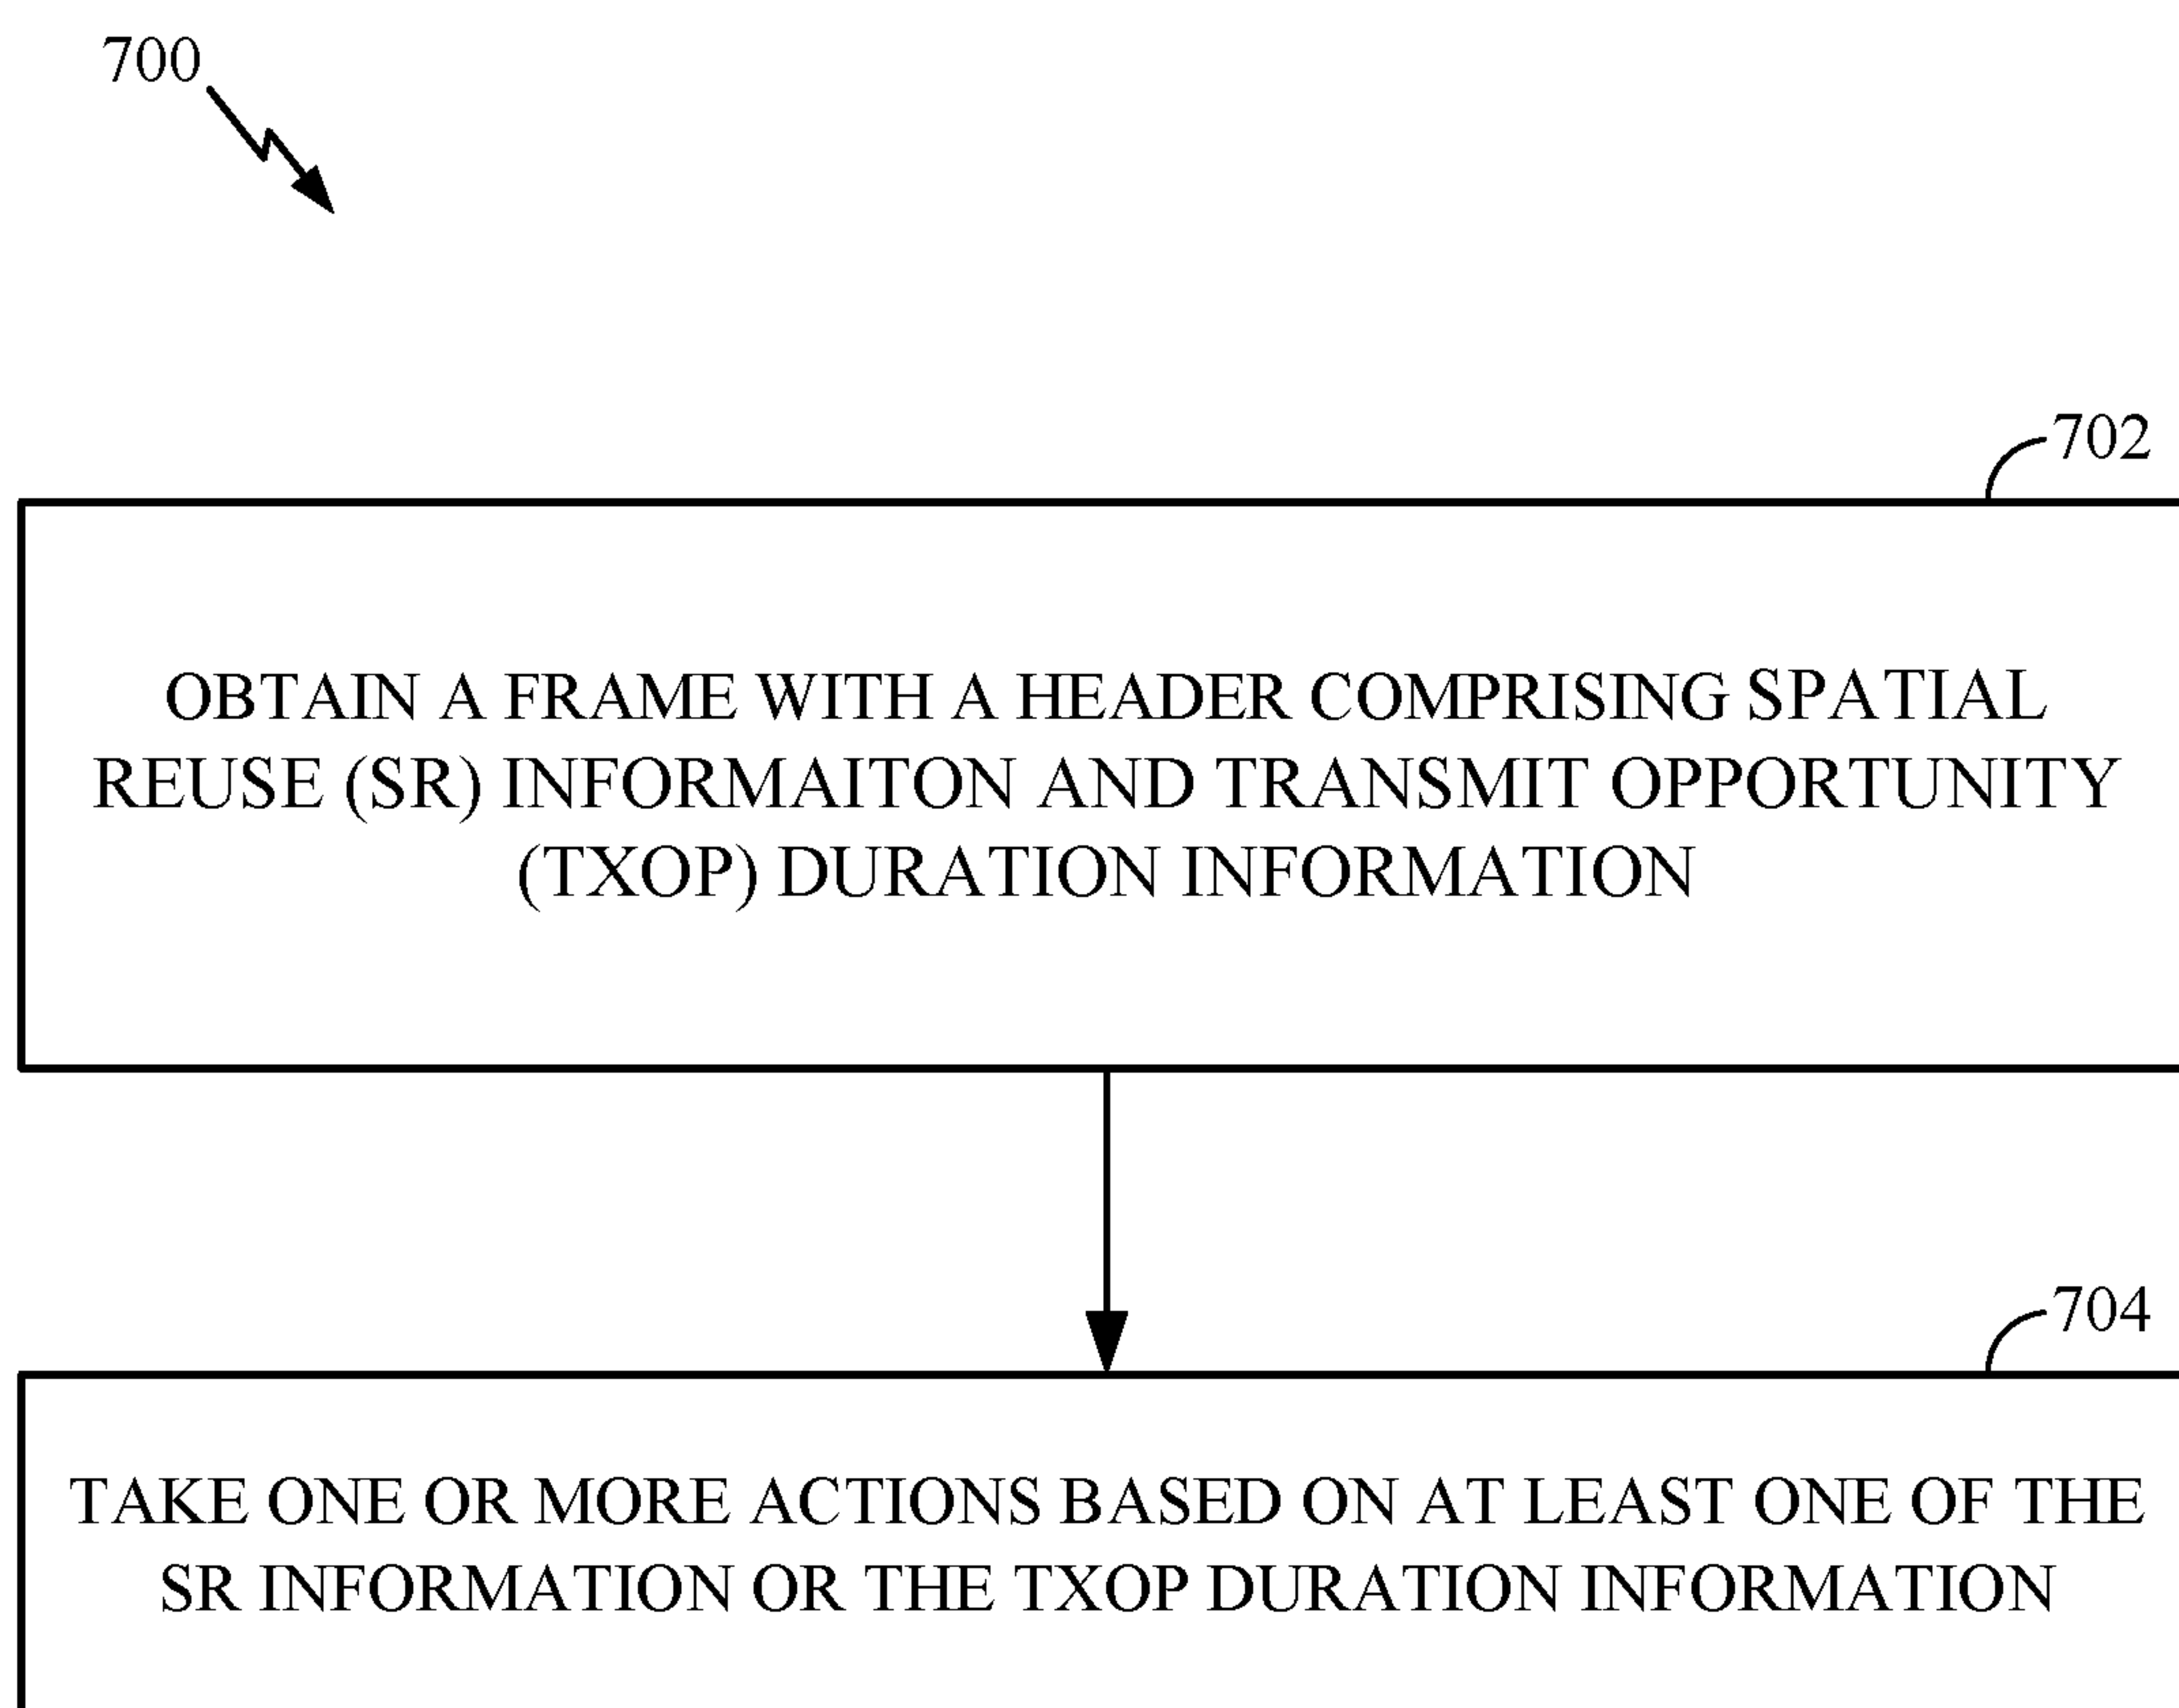 700
702
OBTAIN A FRAME WITH A HEADER COMPRISING SPATIAL
REUSE (SR) INFORMAITON AND TRANSMIT OPPORTUNITY
(TXOP) DURATION INFORMATION
704
TAKE ONE OR MORE ACTIONS BASED ON AT LEAST ONE OF THE
SR INFORMATION OR THE TXOP DURATION INFORMATION